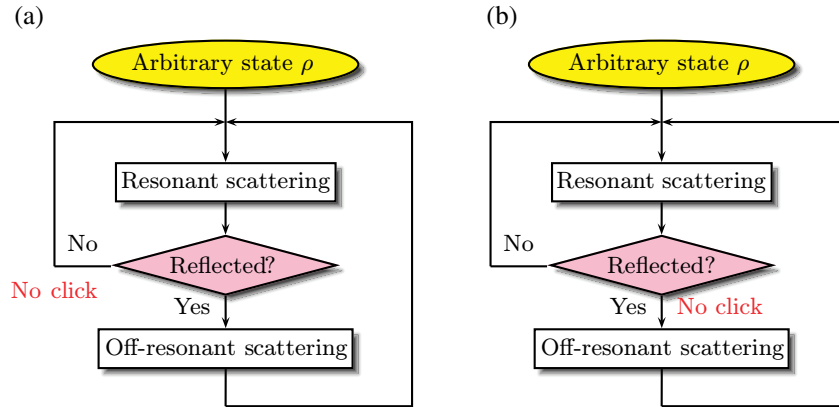 (a)
Arbitrary state ρ
Resonant scattering
No
Reflected?
No click
Yes
Off-resonant scattering
(b)
Arbitrary state ρ
Resonant scattering
No
Reflected?
Yes No click
Off-resonant scattering